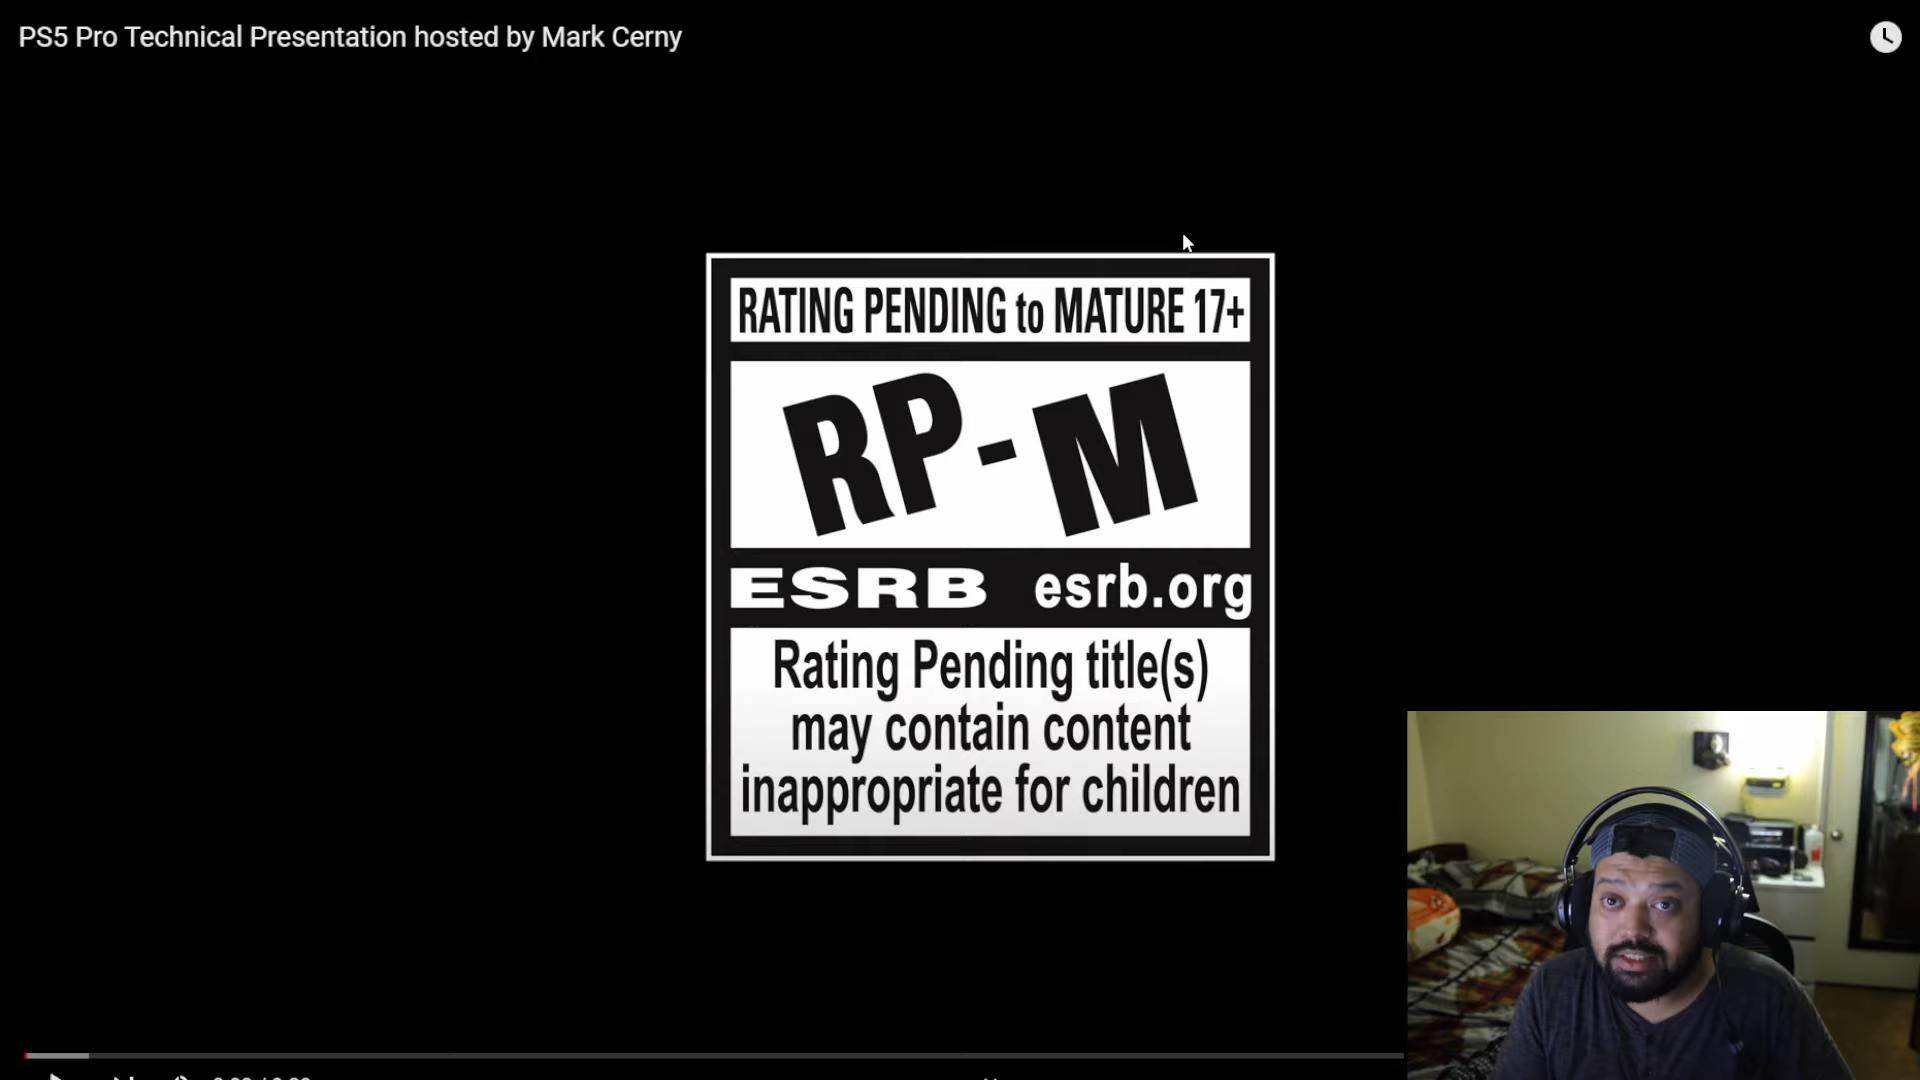 PS5 Pro Technical Presentation hosted by Mark Cerny
RATING PENDING to MATURE 17+
RP-M
ESRB esrb.org
Rating Pending title(s)
may contain content
inappropriate for children